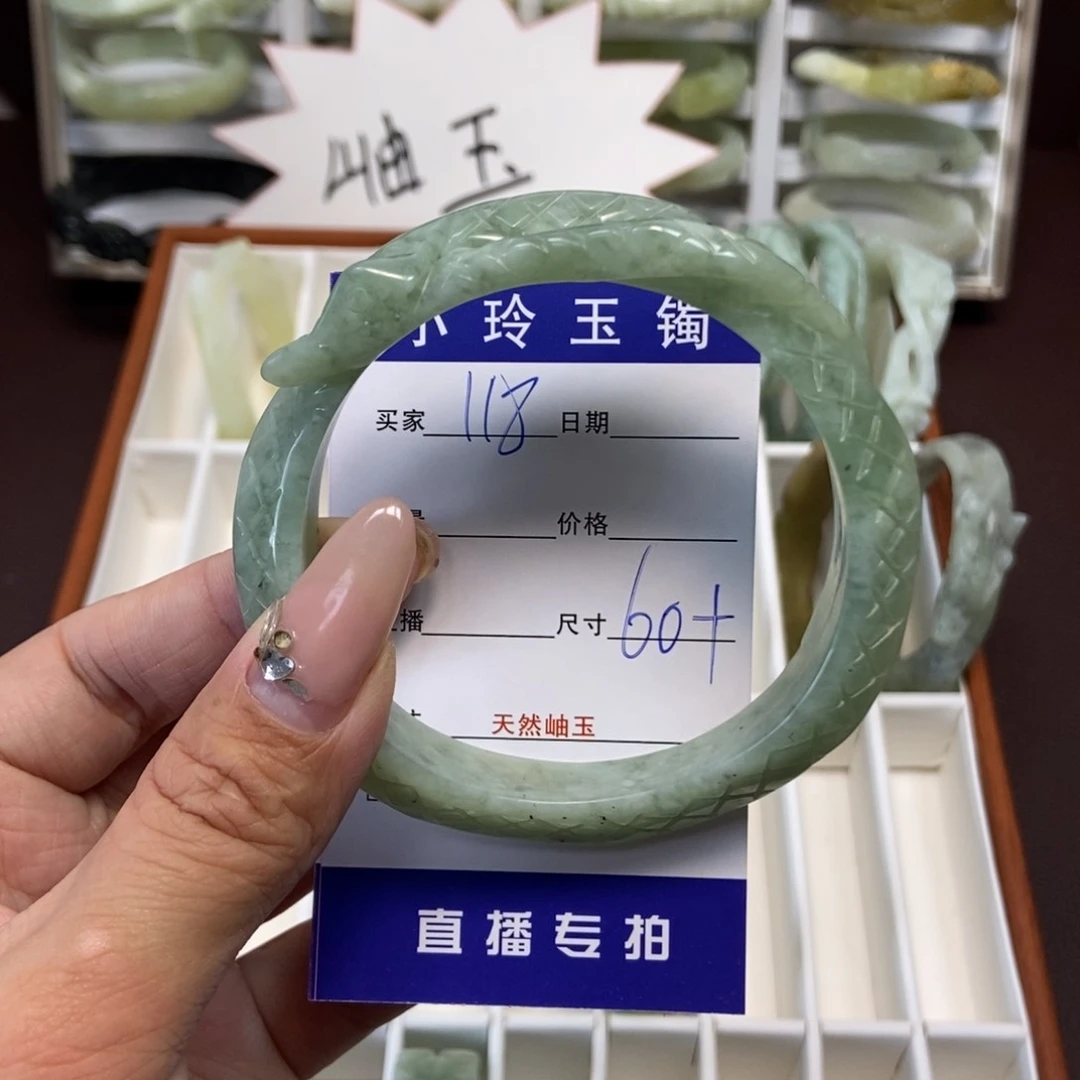 岫玉
小玲玉镯
买家 118 日期
价格
播 尺寸 60+
天然岫玉
直播专拍